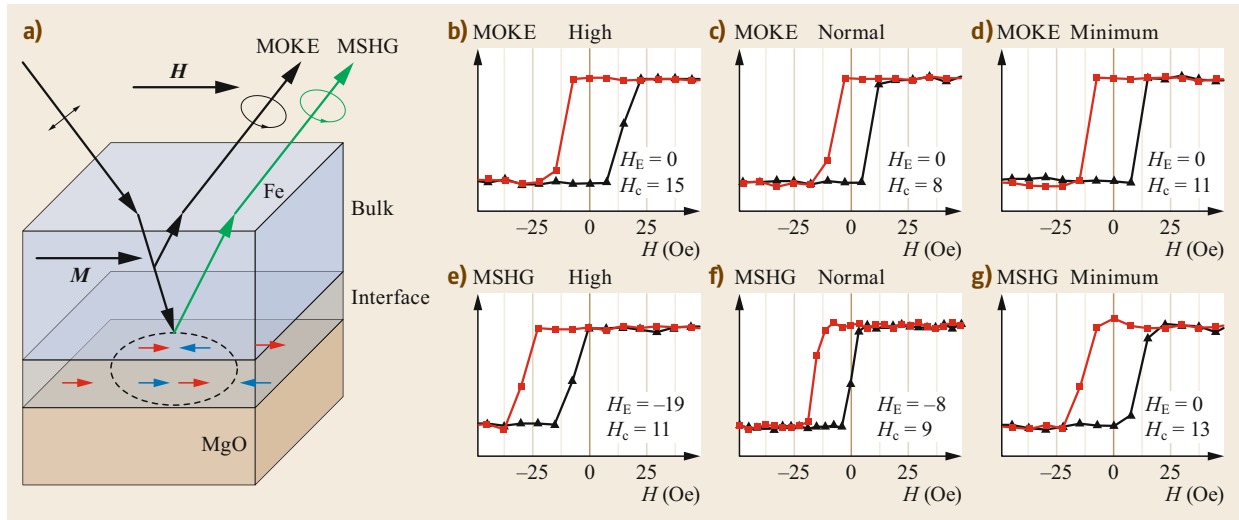 a)
MOKE
MSHG
H
Fe
Bulk
M
Interface
MgO
b) MOKE High
H_E = 0
H_c = 15
−25 0 25
H (Oe)
c) MOKE Normal
H_E = 0
H_c = 8
−25 0 25
H (Oe)
d) MOKE Minimum
H_E = 0
H_c = 11
−25 0 25
H (Oe)
e) MSHG High
H_E = −19
H_c = 11
−25 0 25
H (Oe)
f) MSHG Normal
H_E = −8
H_c = 9
−25 0 25
H (Oe)
g) MSHG Minimum
H_E = 0
H_c = 13
−25 0 25
H (Oe)